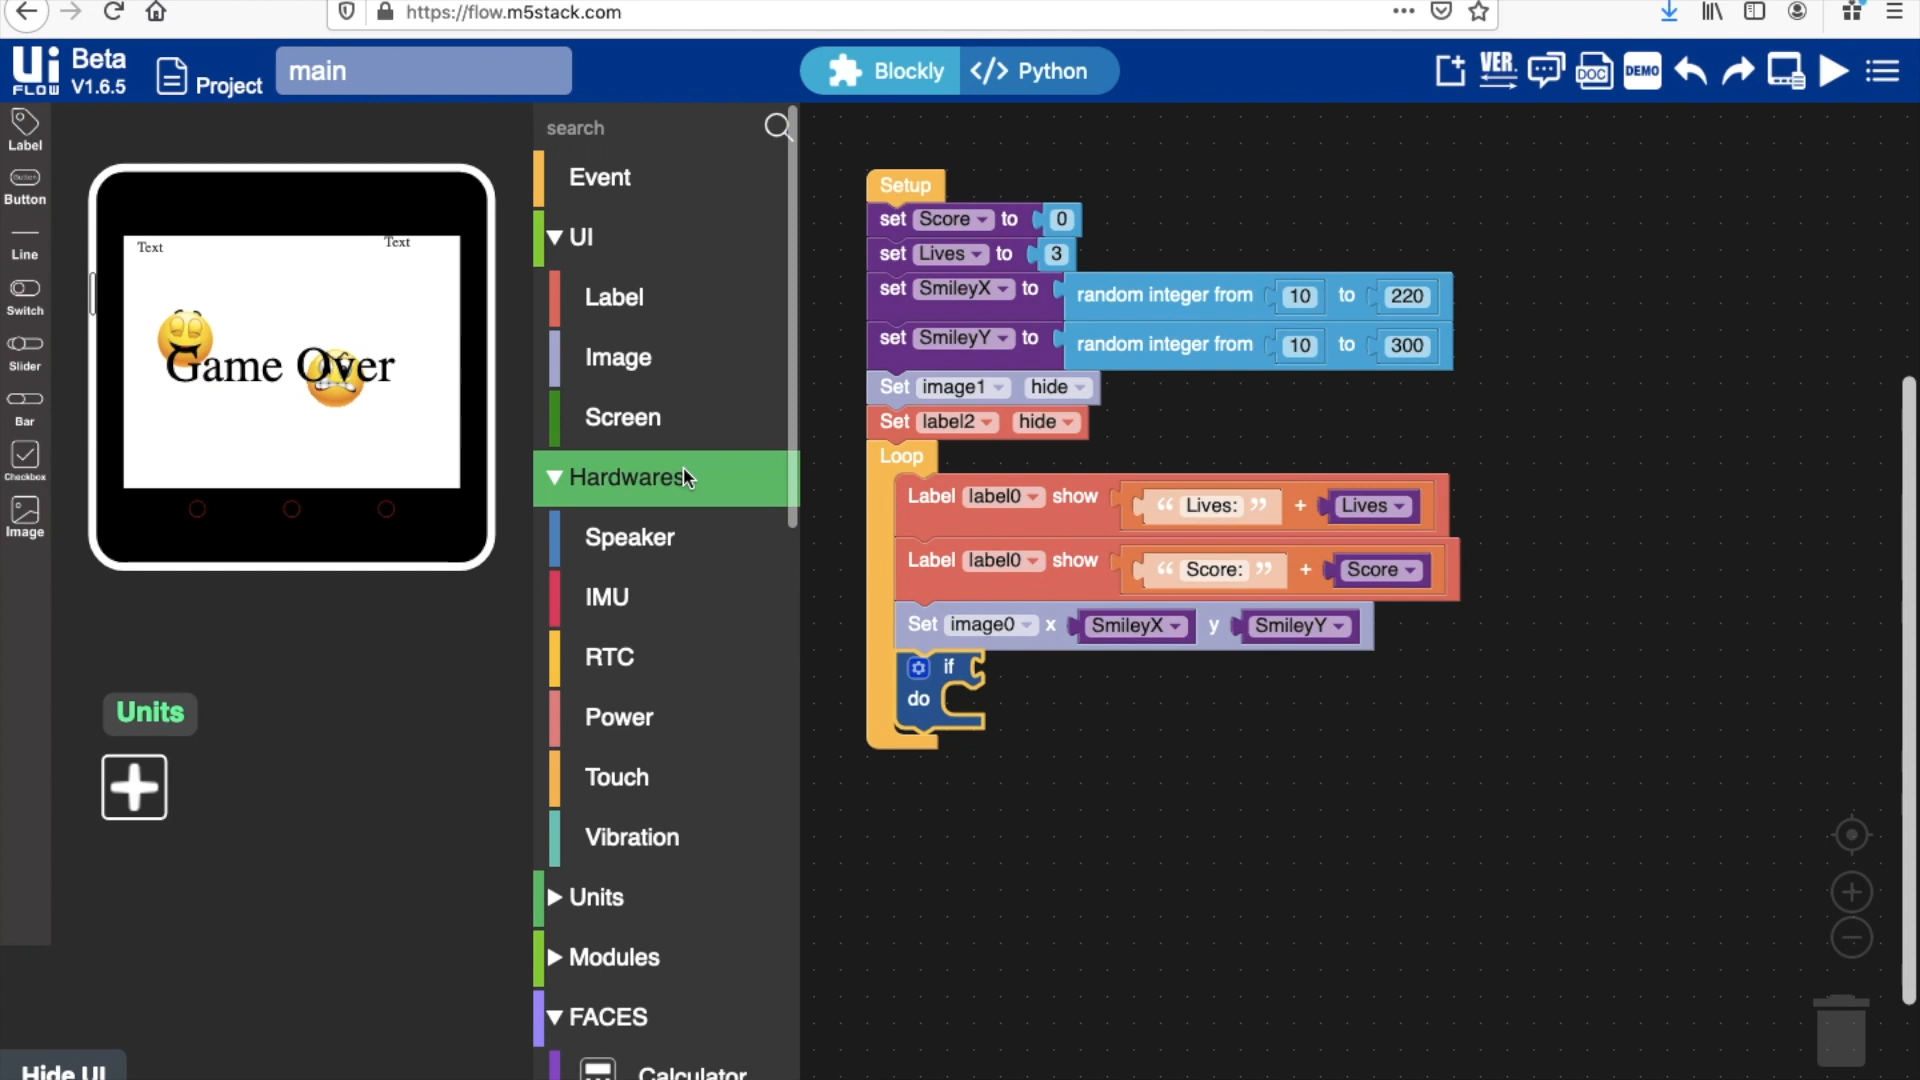 https://flow.m5stack.com
Ui FLOW
Beta
V1.6.5
Project
main
Blockly
</> Python
VER.
DOC
DEMO
Label
Button
Line
Switch
Slider
Bar
Checkbox
Image
Text
Text
Game Over
Units
Hide UI
search
Event
UI
Label
Image
Screen
Hardwares
Speaker
IMU
RTC
Power
Touch
Vibration
Units
Modules
FACES
Calculator
Setup
set Score to 0
set Lives to 3
set SmileyX to random integer from 10 to 220
set SmileyY to random integer from 10 to 300
Set image1 hide
Set label2 hide
Loop
Label label0 show “ Lives: ” + Lives
Label label0 show “ Score: ” + Score
Set image0 x SmileyX y SmileyY
if
do